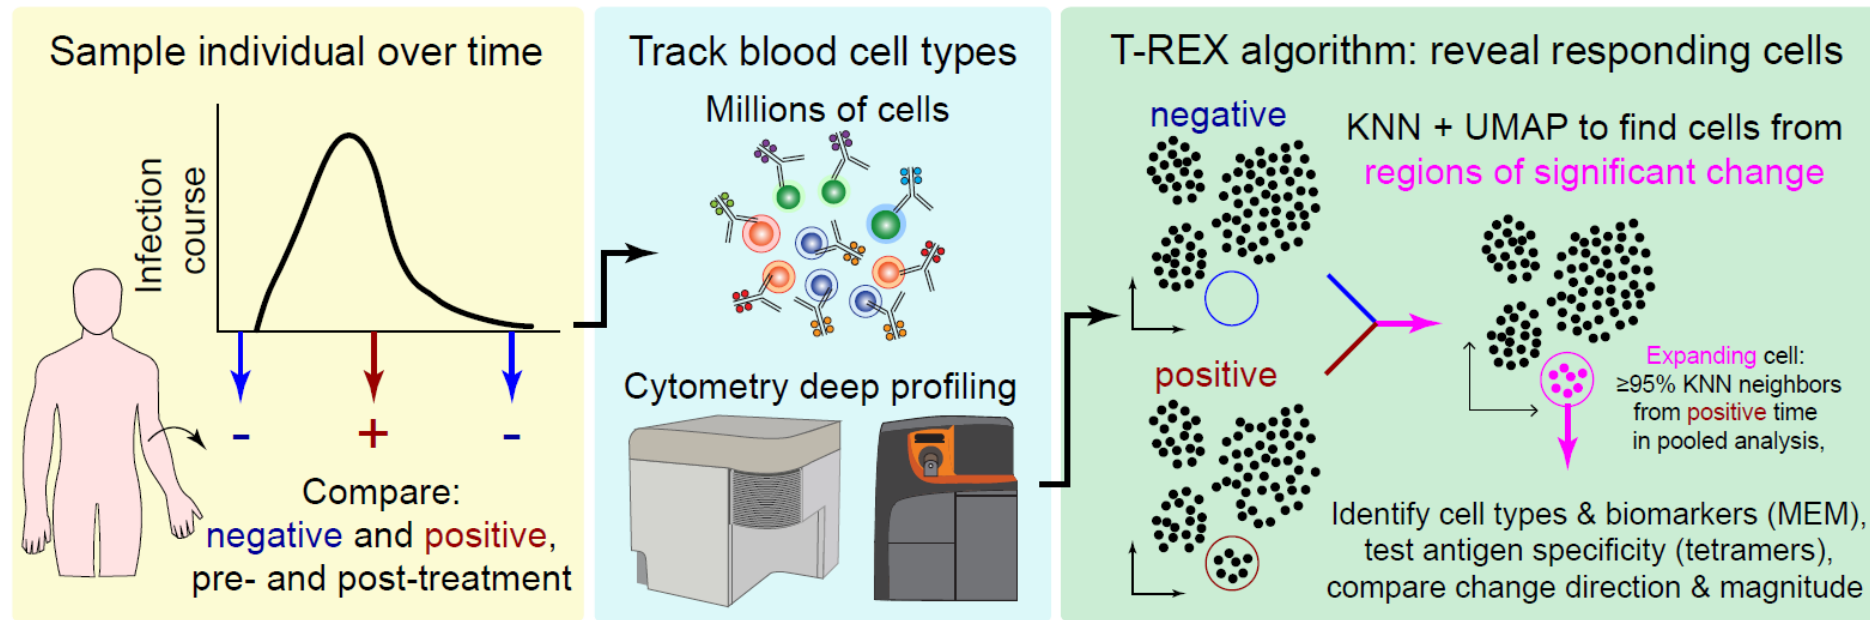 Sample individual over time
Infection
course
-
+
-
Compare:
negative and positive,
pre- and post-treatment
Track blood cell types
Millions of cells
Cytometry deep profiling
T-REX algorithm: reveal responding cells
negative
positive
KNN + UMAP to find cells from
regions of significant change
Expanding cell:
≥95% KNN neighbors
from positive time
in pooled analysis,
Identify cell types & biomarkers (MEM),
test antigen specificity (tetramers),
compare change direction & magnitude